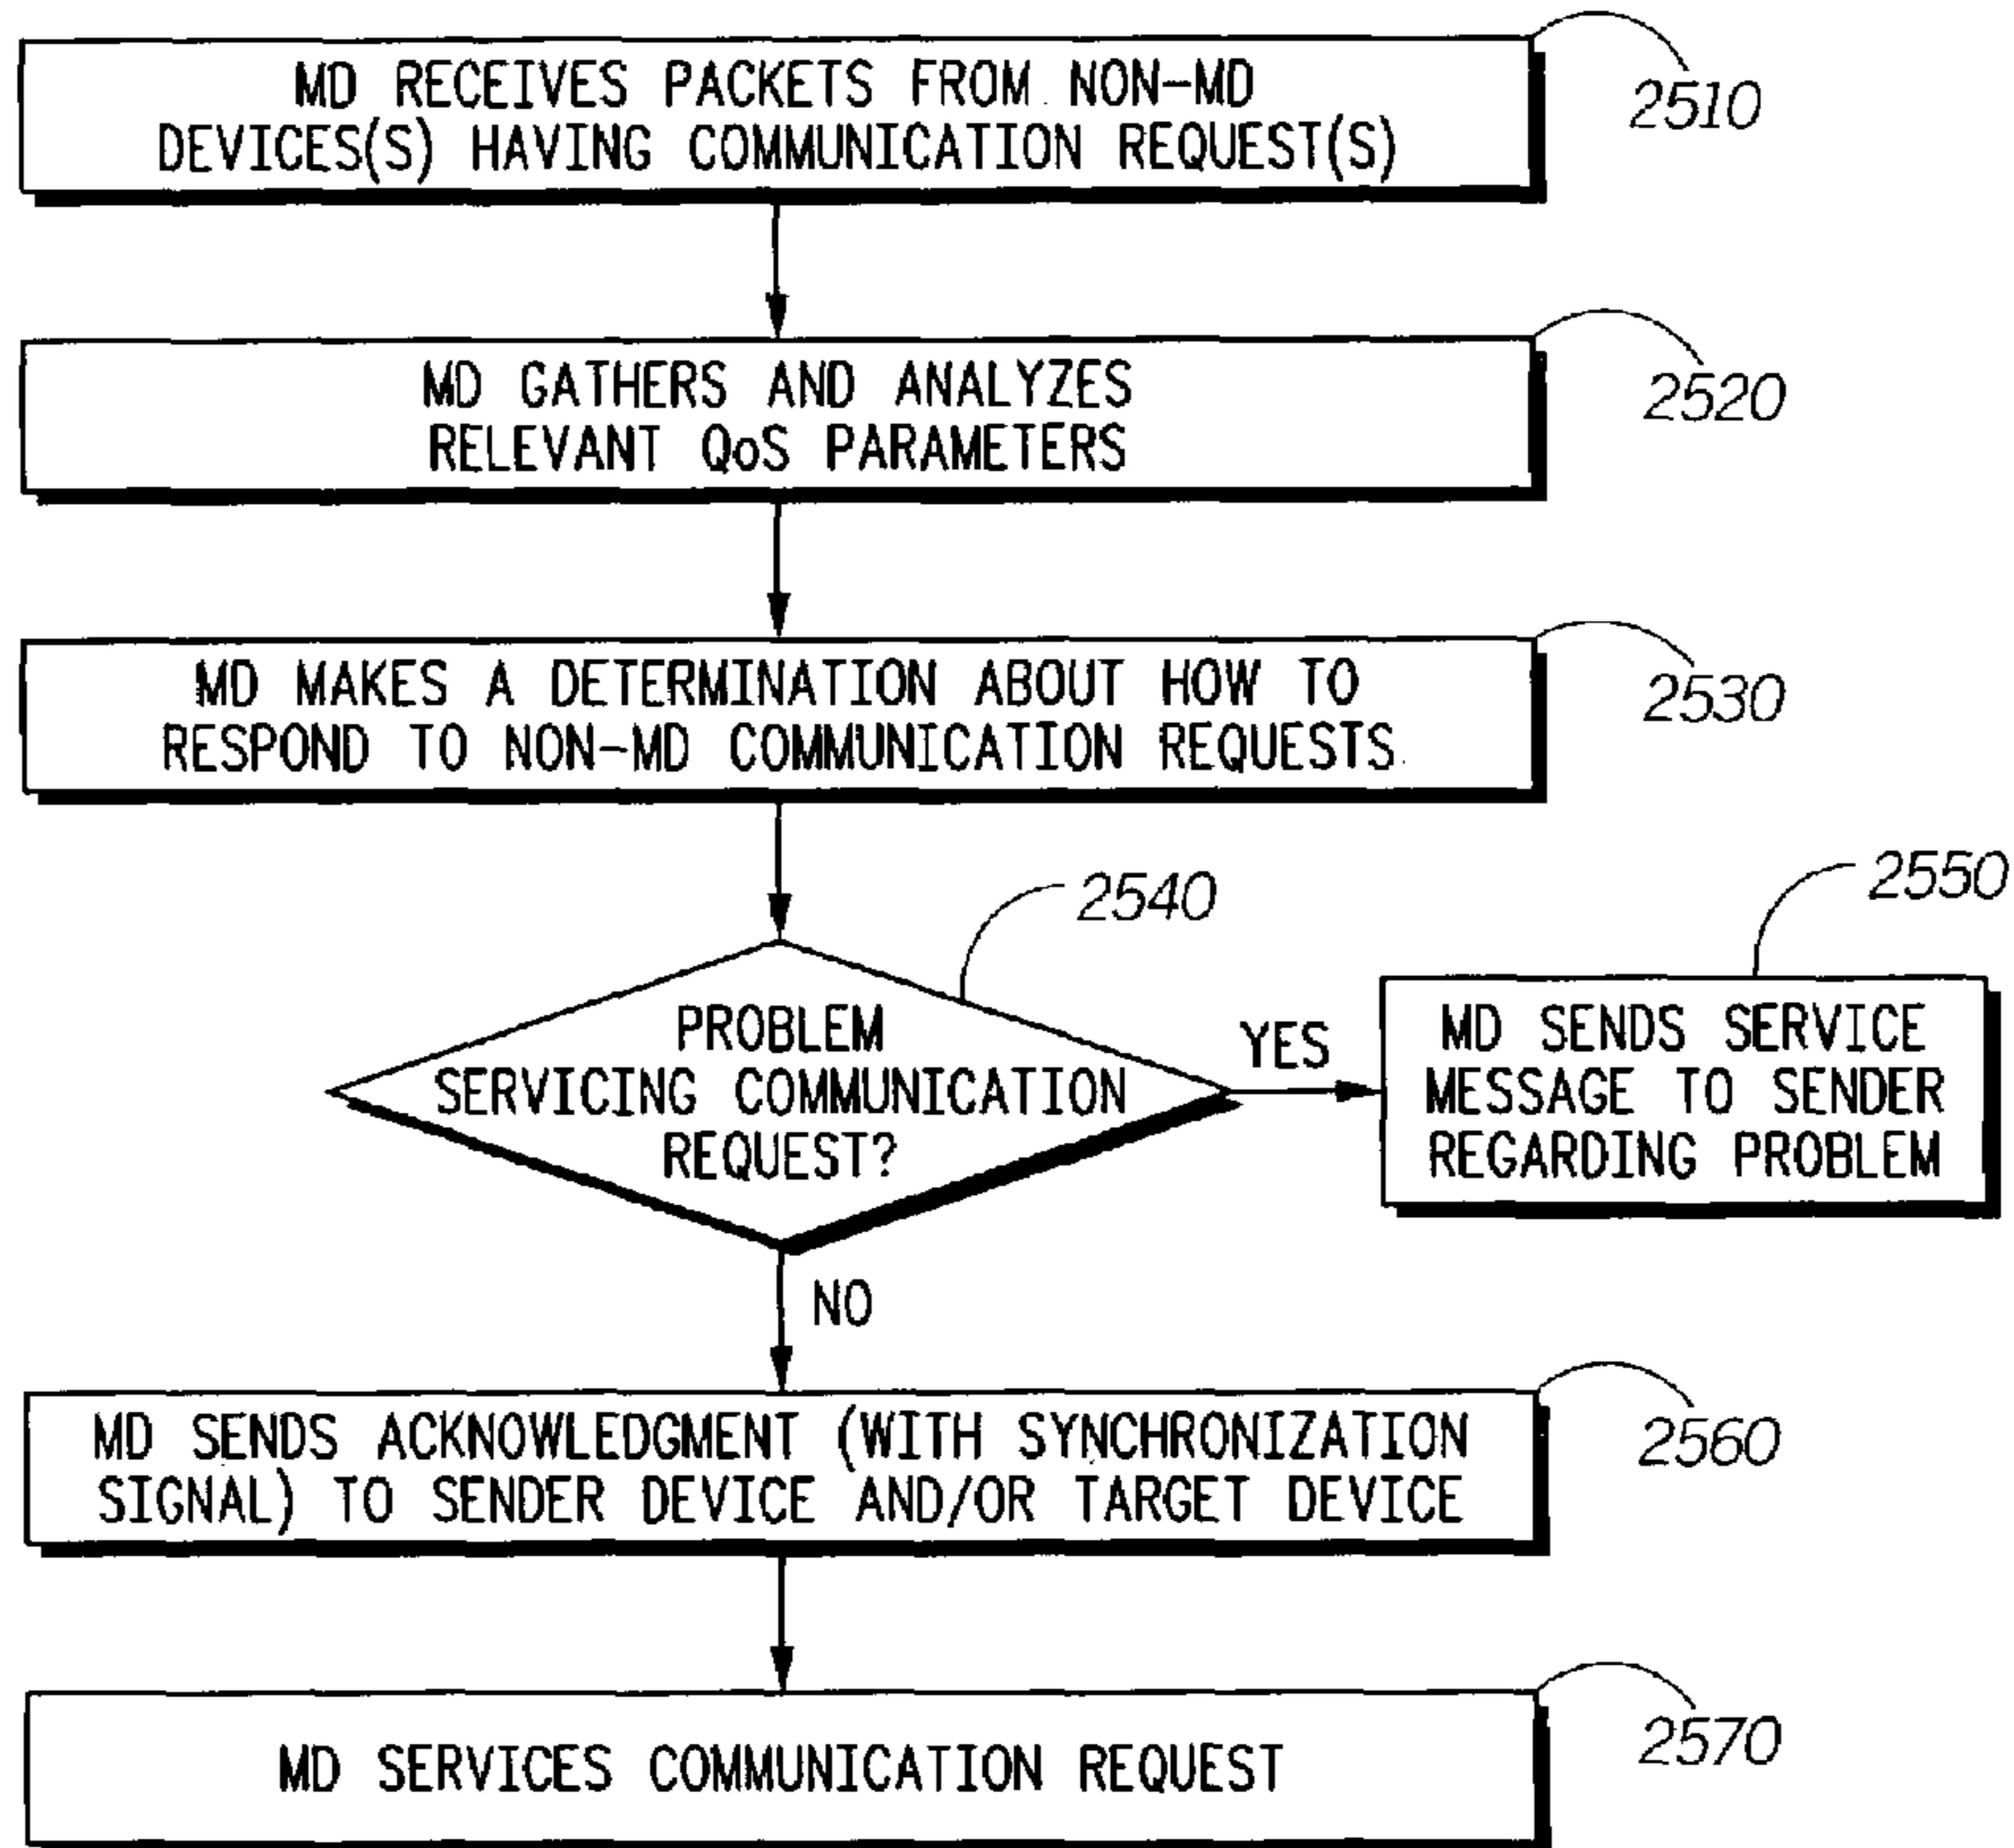 MD RECEIVES PACKETS FROM NON-MD
DEVICES(S) HAVING COMMUNICATION REQUEST(S)
2510
MD GATHERS AND ANALYZES
RELEVANT QoS PARAMETERS
2520
MD MAKES A DETERMINATION ABOUT HOW TO
RESPOND TO NON-MD COMMUNICATION REQUESTS
2530
2540
PROBLEM
SERVICING COMMUNICATION
REQUEST?
YES
2550
MD SENDS SERVICE
MESSAGE TO SENDER
REGARDING PROBLEM
NO
MD SENDS ACKNOWLEDGMENT (WITH SYNCHRONIZATION
SIGNAL) TO SENDER DEVICE AND/OR TARGET DEVICE
2560
MD SERVICES COMMUNICATION REQUEST
2570